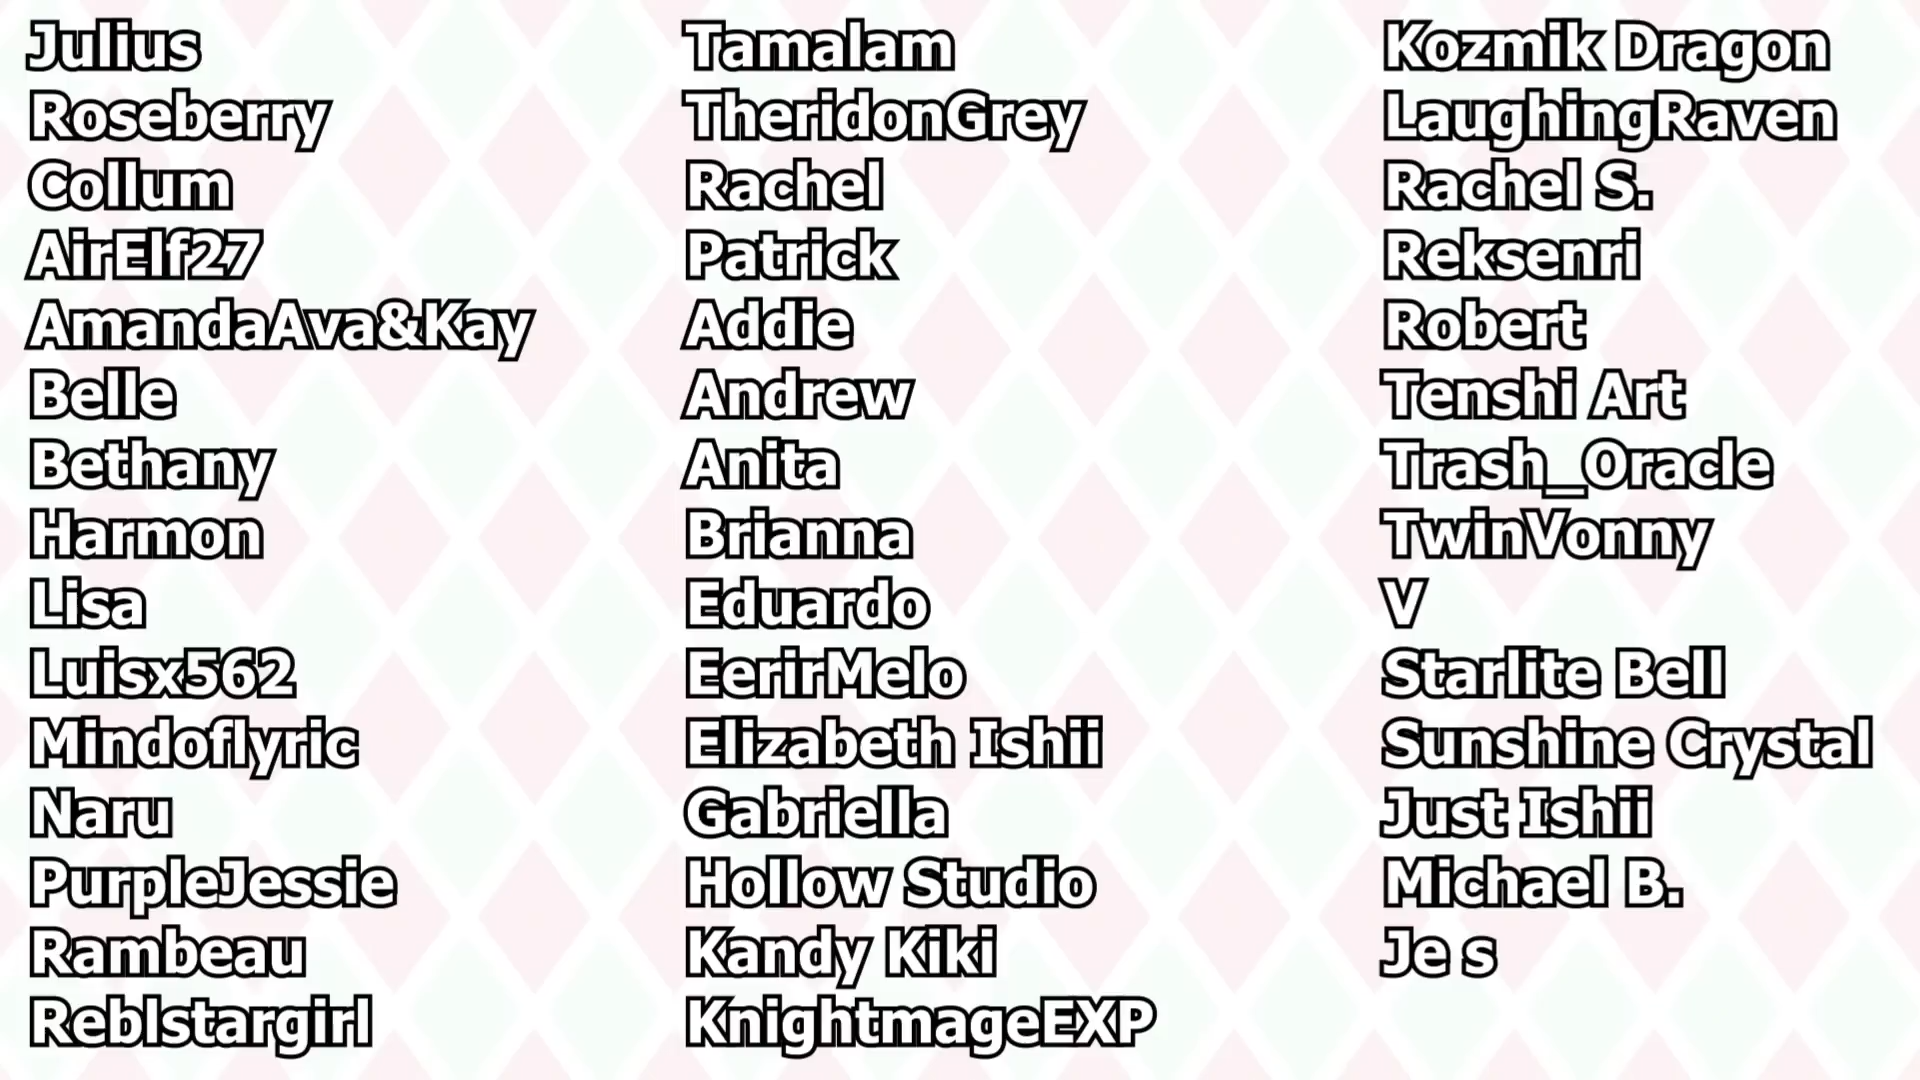 Julius
Roseberry
Collum
AirElf27
AmandaAva&Kay
Belle
Bethany
Harmon
Lisa
Luisx562
Mindoflyric
Naru
PurpleJessie
Rambeau
Reblstargirl
Tamalam
TheridonGrey
Rachel
Patrick
Addie
Andrew
Anita
Brianna
Eduardo
EerirMelo
Elizabeth Ishii
Gabriella
Hollow Studio
Kandy Kiki
KnightmageEXP
Kozmik Dragon
LaughingRaven
Rachel S.
Reksenri
Robert
Tenshi Art
Trash_Oracle
TwinVonny
V
Starlite Bell
Sunshine Crystal
Just Ishii
Michael B.
Je s